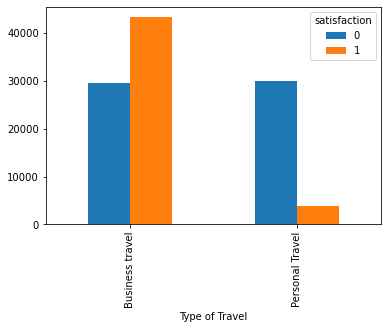 satisfaction
0
1
40000
30000
20000
10000
0
Business travel
Personal Travel
Type of Travel